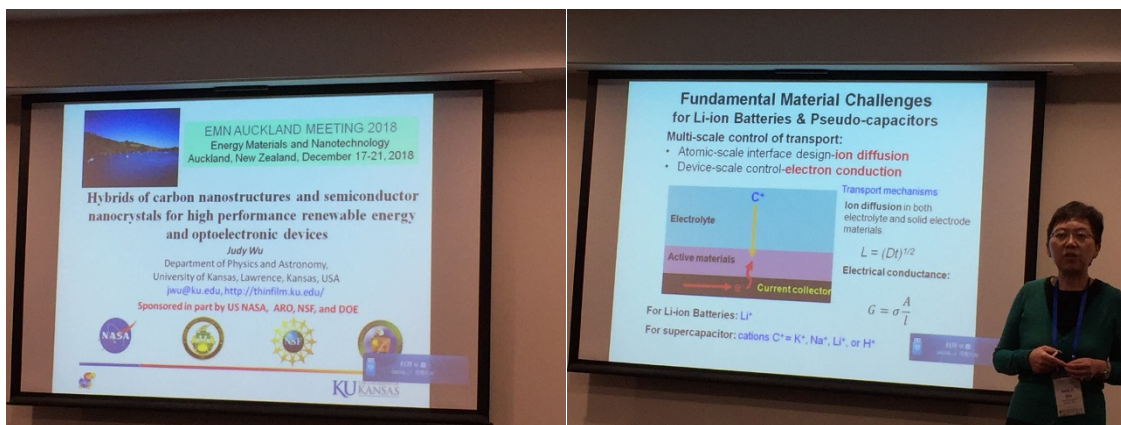 EMN AUCKLAND MEETING 2018
Energy Materials and Nanotechnology
Auckland, New Zealand, December 17-21, 2018
Hybrids of carbon nanostructures and semiconductor
nanocrystals for high performance renewable energy
and optoelectronic devices
Judy Wu
Department of Physics and Astronomy,
University of Kansas, Lawrence, Kansas, USA
jwu@ku.edu, http://thinfilm.ku.edu/
Sponsored in part by US NASA, ARO, NSF, and DOE
NASA
NSF
KU KANSAS
Fundamental Material Challenges
for Li-ion Batteries & Pseudo-capacitors
Multi-scale control of transport:
• Atomic-scale interface design-ion diffusion
• Device-scale control-electron conduction
C⁺
Electrolyte
Active materials
Current collector
Transport mechanisms
Ion diffusion in both
electrolyte and solid electrode
materials
L = (Dt)^1/2
Electrical conductance:
G = σ A/l
For Li-ion Batteries: Li⁺
For supercapacitor: cations C⁺ = K⁺, Na⁺, Li⁺, or H⁺